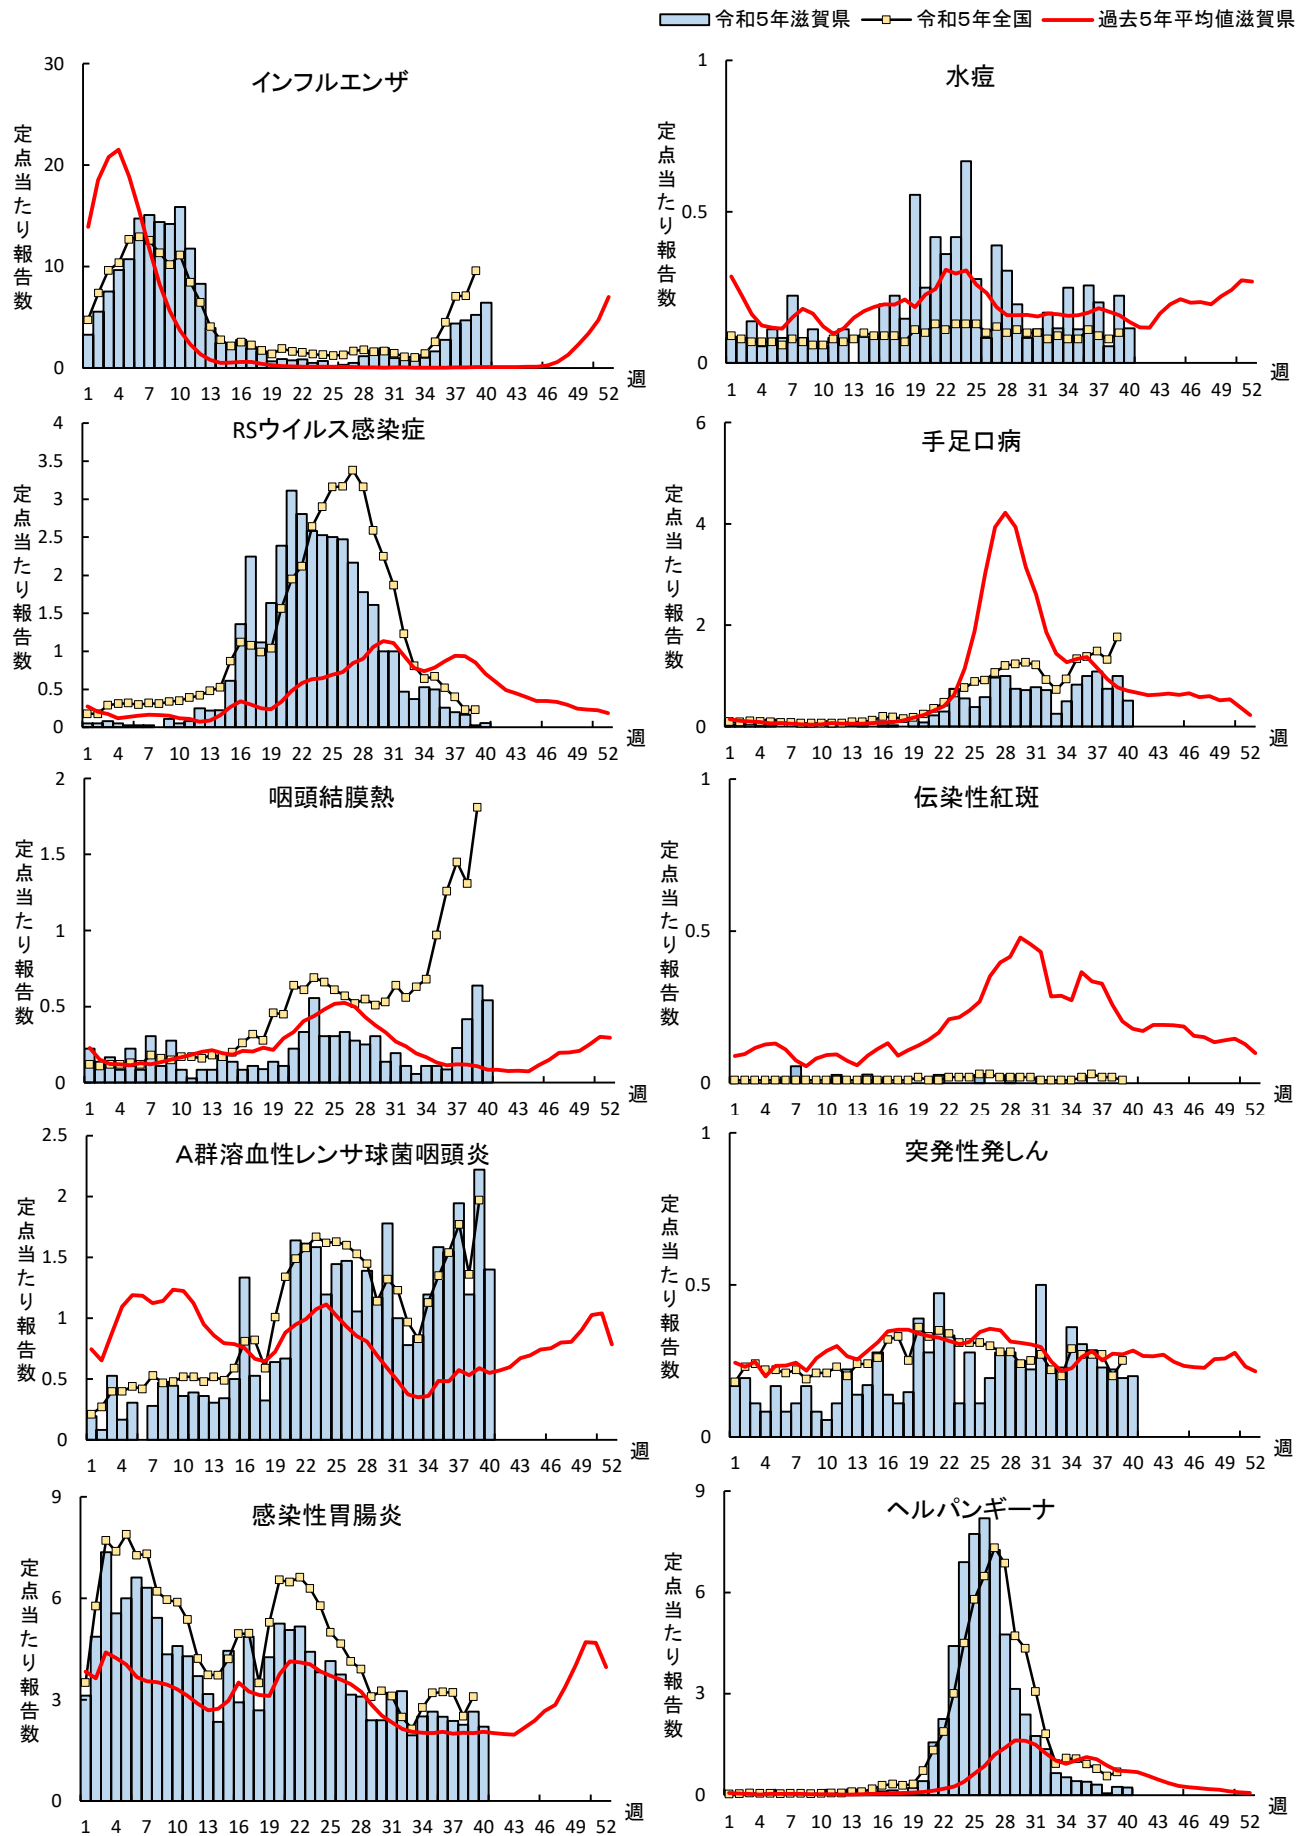 令和5年滋賀県 令和5年全国 過去5年平均値滋賀県
インフルエンザ
定点当たり報告数
30
20
10
0
1 4 7 10 13 16 19 22 25 28 31 34 37 40 43 46 49 52 週
水痘
定点当たり報告数
1
0.5
0
1 4 7 10 13 16 19 22 25 28 31 34 37 40 43 46 49 52 週
RSウイルス感染症
定点当たり報告数
4
3.5
3
2.5
2
1.5
1
0.5
0
1 4 7 10 13 16 19 22 25 28 31 34 37 40 43 46 49 52 週
手足口病
定点当たり報告数
6
4
2
0
1 4 7 10 13 16 19 22 25 28 31 34 37 40 43 46 49 52 週
咽頭結膜熱
定点当たり報告数
2
1.5
1
0.5
0
1 4 7 10 13 16 19 22 25 28 31 34 37 40 43 46 49 52 週
伝染性紅斑
定点当たり報告数
1
0.5
0
1 4 7 10 13 16 19 22 25 28 31 34 37 40 43 46 49 52 週
A群溶血性レンサ球菌咽頭炎
定点当たり報告数
2.5
2
1.5
1
0.5
0
1 4 7 10 13 16 19 22 25 28 31 34 37 40 43 46 49 52 週
突発性発しん
定点当たり報告数
1
0.5
0
1 4 7 10 13 16 19 22 25 28 31 34 37 40 43 46 49 52 週
感染性胃腸炎
定点当たり報告数
9
6
3
0
1 4 7 10 13 16 19 22 25 28 31 34 37 40 43 46 49 52 週
ヘルパンギーナ
定点当たり報告数
9
6
3
0
1 4 7 10 13 16 19 22 25 28 31 34 37 40 43 46 49 52 週